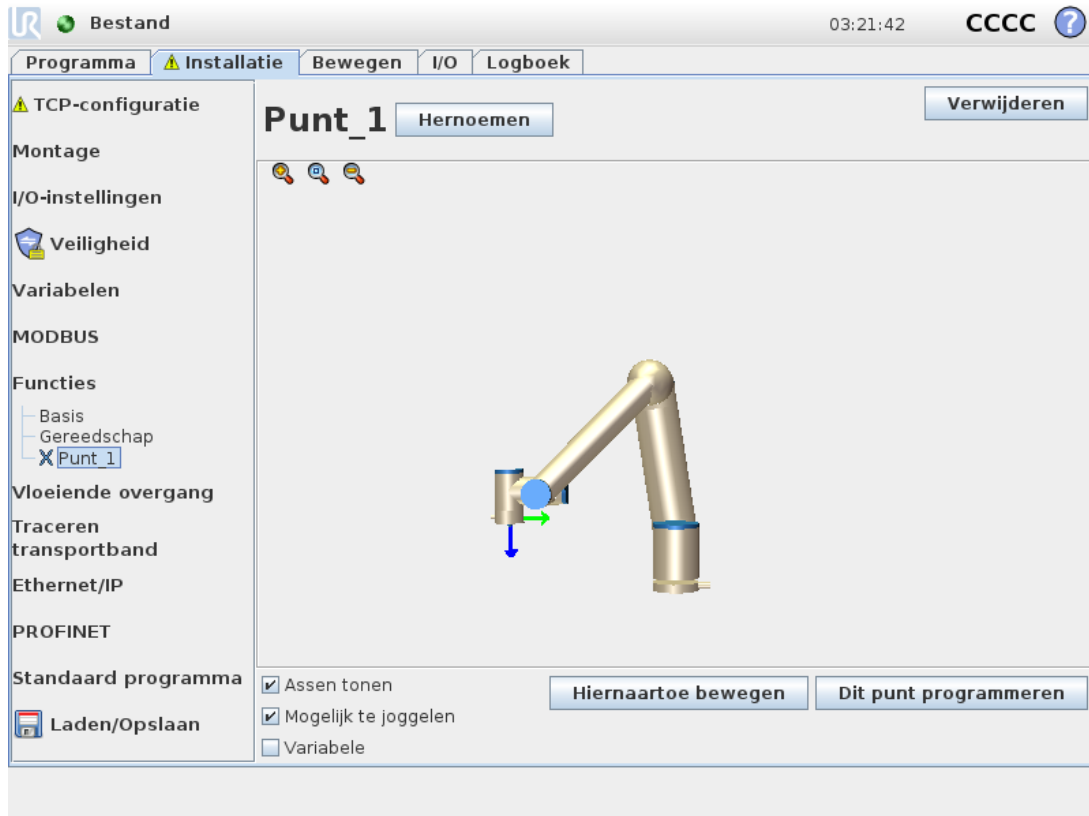 UR
Bestand
03:21:42
CCCC
?
Programma
Installatie
Bewegen
I/O
Logboek
TCP-configuratie
Montage
I/O-instellingen
Veiligheid
Variabelen
MODBUS
Functies
Basis
Gereedschap
Punt_1
Vloeiende overgang
Traceren
transportband
Ethernet/IP
PROFINET
Standaard programma
Laden/Opslaan
Punt_1
Hernoemen
Verwijderen
Assen tonen
Mogelijk te joggelen
Variabele
Hiernaartoe bewegen
Dit punt programmeren